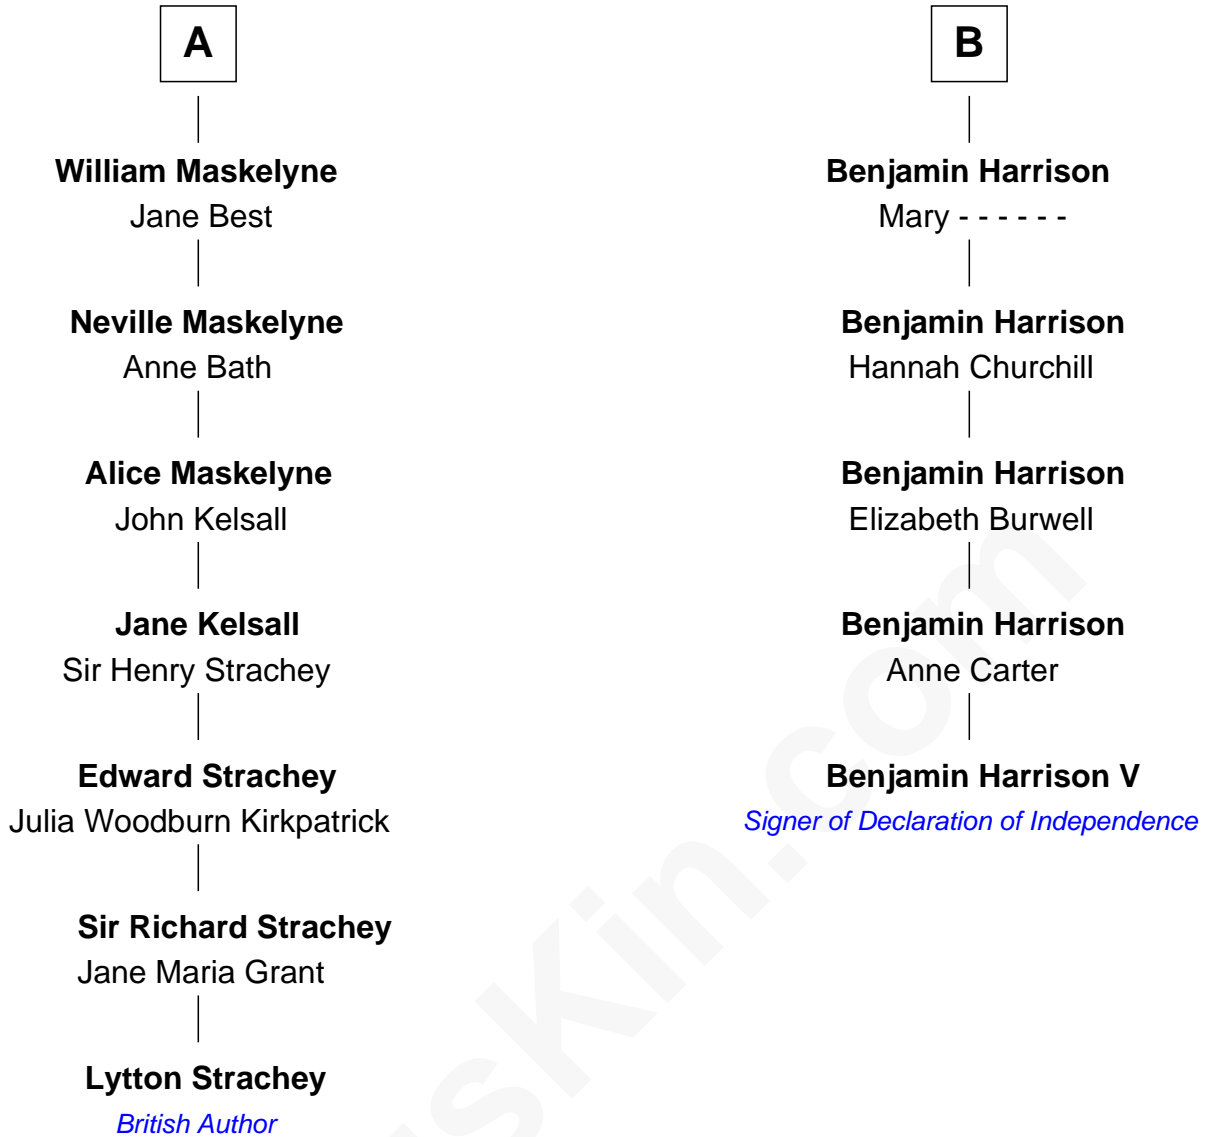 A
William Maskelyne
Jane Best
Neville Maskelyne
Anne Bath
Alice Maskelyne
John Kelsall
Jane Kelsall
Sir Henry Strachey
Edward Strachey
Julia Woodburn Kirkpatrick
Sir Richard Strachey
Jane Maria Grant
Lytton Strachey
British Author
B
Benjamin Harrison
Mary - - - - - -
Benjamin Harrison
Hannah Churchill
Benjamin Harrison
Elizabeth Burwell
Benjamin Harrison
Anne Carter
Benjamin Harrison V
Signer of Declaration of Independence
sKin.com